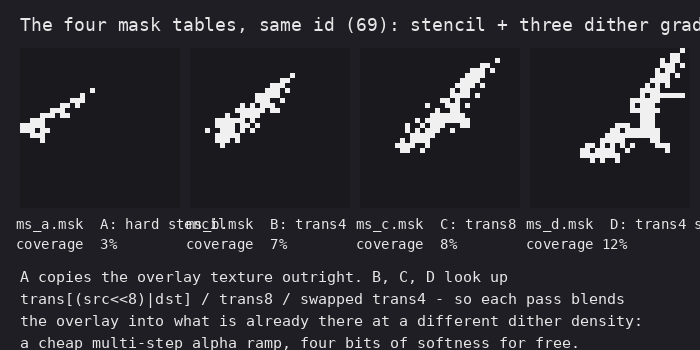 The four mask tables, same id (69): stencil + three dither grad
ms_a.msk  A: hard stencil ms_b.msk  B: trans4 ms_c.msk  C: trans8 ms_d.msk  D: trans4 s
coverage  3% coverage  7% coverage  8% coverage 12%
A copies the overlay texture outright. B, C, D look up
trans[(src<<8)|dst] / trans8 / swapped trans4 - so each pass blends
the overlay into what is already there at a different dither density:
a cheap multi-step alpha ramp, four bits of softness for free.